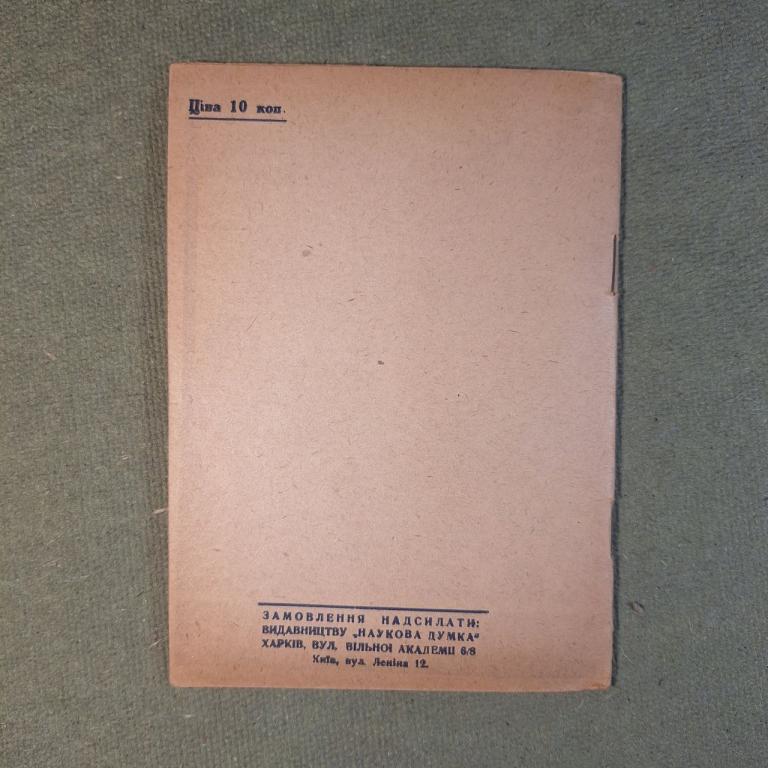 Ціна 10 коп.
ЗАМОВЛЕННЯ НАДСИЛАТИ:
ВИДАВНИЦТВУ „НАУКОВА ДУМКА“
ХАРКІВ, ВУЛ. ВІЛЬНОЇ АКАДЕМІЇ 6/8
Київ, вул. Леніна 12.